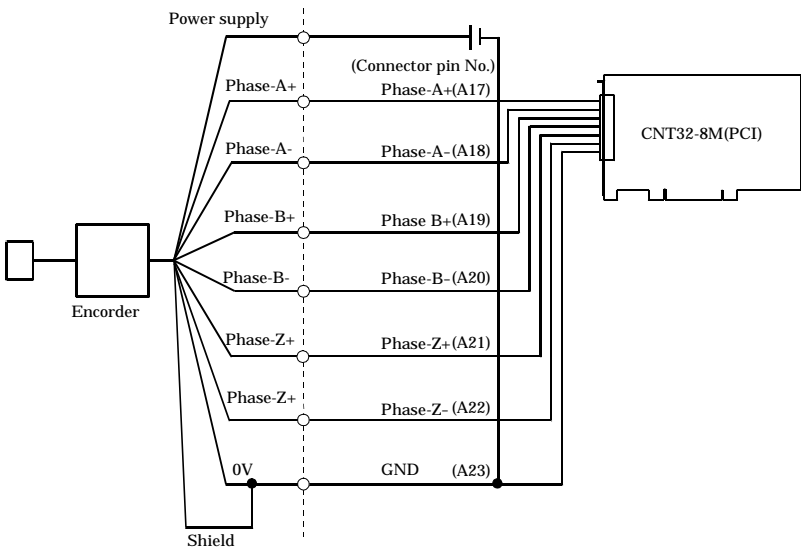 Power supply
(Connector pin No.)
Phase-A+ Phase-A+(A17)
CNT32-8M(PCI)
Phase-A- Phase-A-(A18)
Phase-B+ Phase B+(A19)
Phase-B- Phase-B-(A20)
Encorder
Phase-Z+ Phase-Z+(A21)
Phase-Z+ Phase-Z-(A22)
0V GND (A23)
Shield